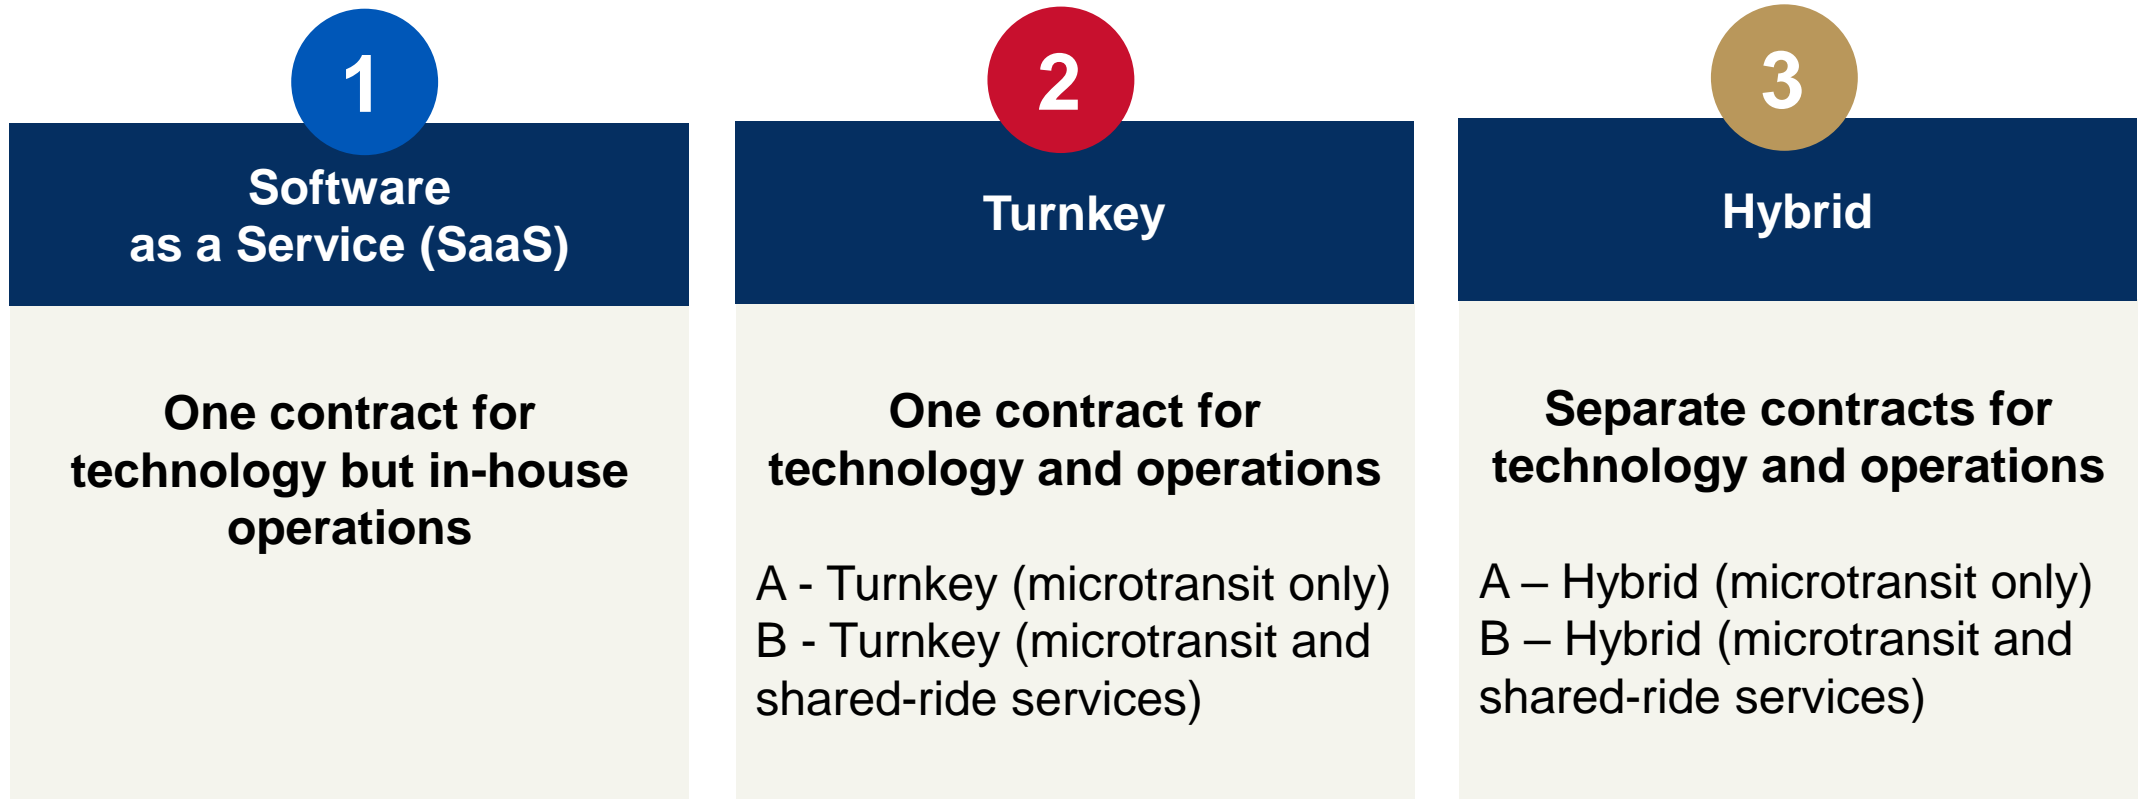 1
Software
as a Service (SaaS)
One contract for
technology but in-house
operations
2
Turnkey
One contract for
technology and operations
A - Turnkey (microtransit only)
B - Turnkey (microtransit and
shared-ride services)
3
Hybrid
Separate contracts for
technology and operations
A – Hybrid (microtransit only)
B – Hybrid (microtransit and
shared-ride services)